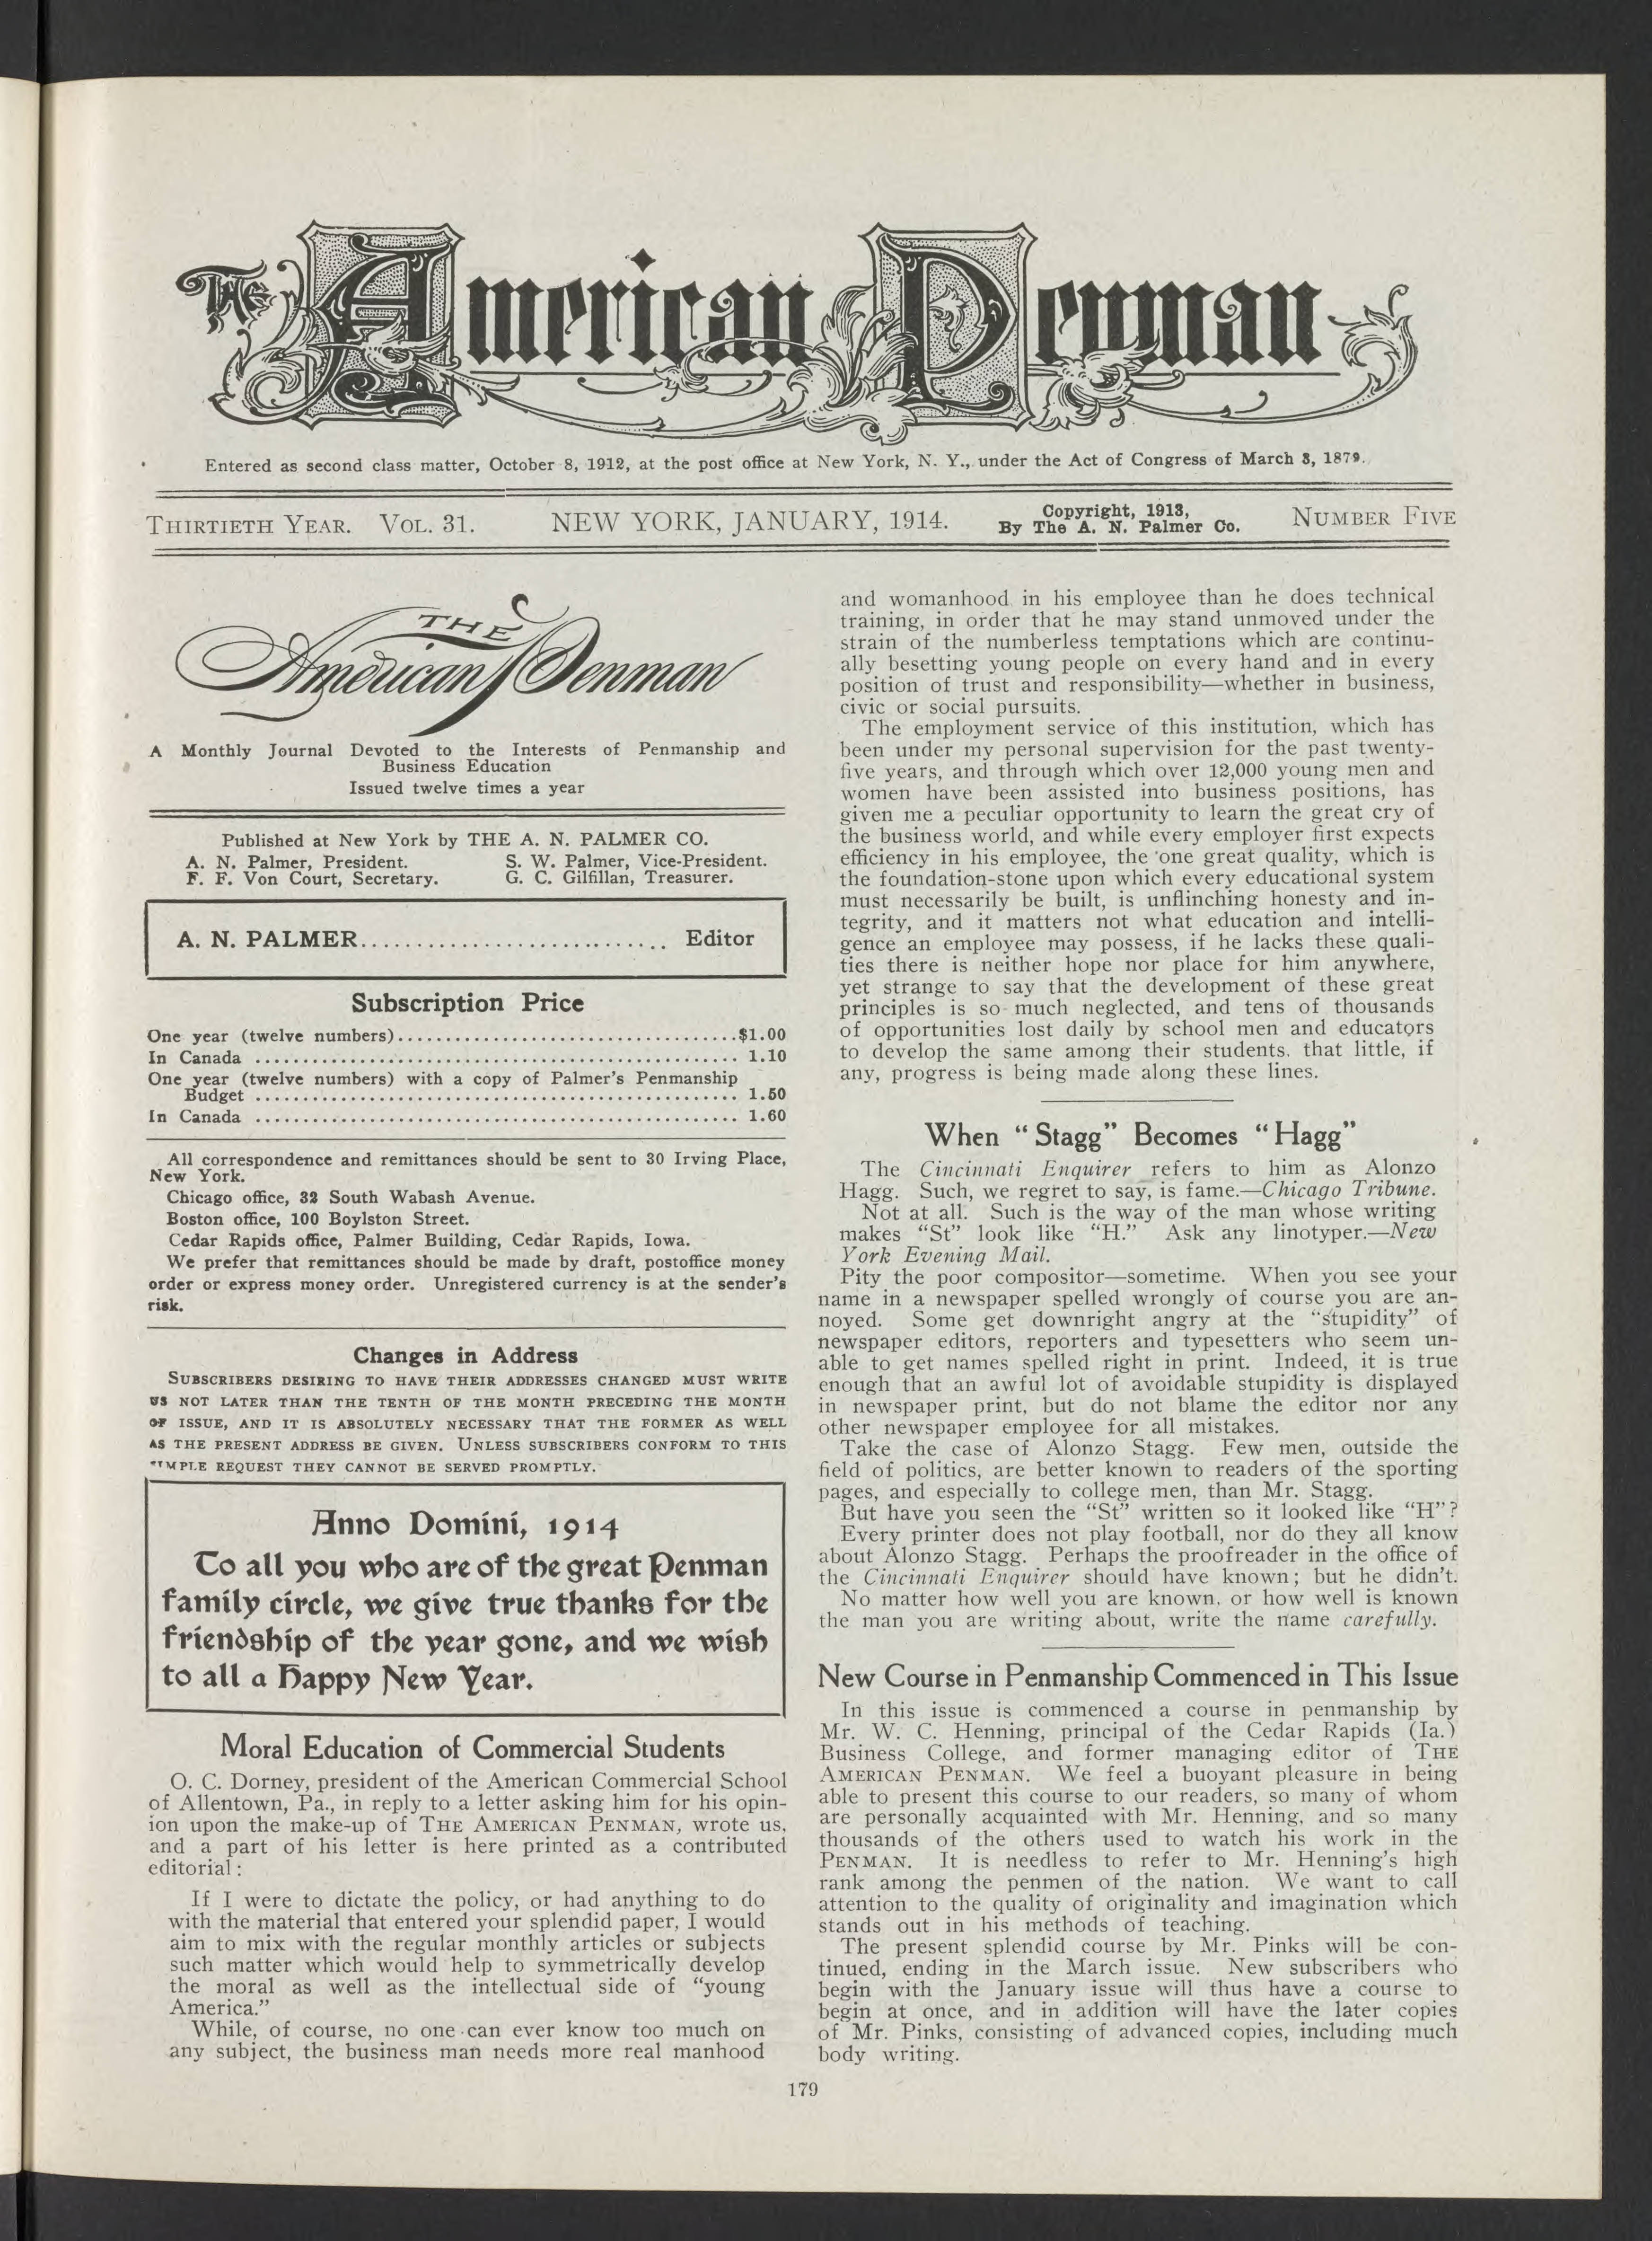 The American Penman
Entered as second class matter, October 8, 1912, at the post office at New York, N. Y., under the Act of Congress of March 3, 1879.
THIRTIETH YEAR. VOL. 31.
NEW YORK, JANUARY, 1914.
Copyright, 1913,
By The A. N. Palmer Co.
NUMBER FIVE
THE
American Penman
A Monthly Journal Devoted to the Interests of Penmanship and
Business Education
Issued twelve times a year
Published at New York by THE A. N. PALMER CO.
A. N. Palmer, President. S. W. Palmer, Vice-President.
F. F. Von Court, Secretary. G. C. Gilfillan, Treasurer.
A. N. PALMER............................ Editor
Subscription Price
One year (twelve numbers)...................................$1.00
In Canada .................................................. 1.10
One year (twelve numbers) with a copy of Palmer's Penmanship
Budget .................................................. 1.50
In Canada .................................................. 1.60
All correspondence and remittances should be sent to 30 Irving Place,
New York.
Chicago office, 32 South Wabash Avenue.
Boston office, 100 Boylston Street.
Cedar Rapids office, Palmer Building, Cedar Rapids, Iowa.
We prefer that remittances should be made by draft, postoffice money
order or express money order. Unregistered currency is at the sender's
risk.
Changes in Address
SUBSCRIBERS DESIRING TO HAVE THEIR ADDRESSES CHANGED MUST WRITE
US NOT LATER THAN THE TENTH OF THE MONTH PRECEDING THE MONTH
OF ISSUE, AND IT IS ABSOLUTELY NECESSARY THAT THE FORMER AS WELL
AS THE PRESENT ADDRESS BE GIVEN. UNLESS SUBSCRIBERS CONFORM TO THIS
SIMPLE REQUEST THEY CANNOT BE SERVED PROMPTLY.
Anno Domini, 1914
To all you who are of the great Penman
family circle, we give true thanks for the
friendship of the year gone, and we wish
to all a Happy New Year.
Moral Education of Commercial Students
O. C. Dorney, president of the American Commercial School
of Allentown, Pa., in reply to a letter asking him for his opin-
ion upon the make-up of THE AMERICAN PENMAN, wrote us,
and a part of his letter is here printed as a contributed
editorial:
If I were to dictate the policy, or had anything to do
with the material that entered your splendid paper, I would
aim to mix with the regular monthly articles or subjects
such matter which would help to symmetrically develop
the moral as well as the intellectual side of "young
America."
While, of course, no one can ever know too much on
any subject, the business man needs more real manhood
and womanhood in his employee than he does technical
training, in order that he may stand unmoved under the
strain of the numberless temptations which are continu-
ally besetting young people on every hand and in every
position of trust and responsibility—whether in business,
civic or social pursuits.
The employment service of this institution, which has
been under my personal supervision for the past twenty-
five years, and through which over 12,000 young men and
women have been assisted into business positions, has
given me a peculiar opportunity to learn the great cry of
the business world, and while every employer first expects
efficiency in his employee, the one great quality, which is
the foundation-stone upon which every educational system
must necessarily be built, is unflinching honesty and in-
tegrity, and it matters not what education and intelli-
gence an employee may possess, if he lacks these quali-
ties there is neither hope nor place for him anywhere,
yet strange to say that the development of these great
principles is so much neglected, and tens of thousands
of opportunities lost daily by school men and educators
to develop the same among their students, that little, if
any, progress is being made along these lines.
When "Stagg" Becomes "Hagg"
The Cincinnati Enquirer refers to him as Alonzo
Hagg. Such, we regret to say, is fame.—Chicago Tribune.
Not at all. Such is the way of the man whose writing
makes "St" look like "H." Ask any linotyper.—New
York Evening Mail.
Pity the poor compositor—sometime. When you see your
name in a newspaper spelled wrongly of course you are an-
noyed. Some get downright angry at the "stupidity" of
newspaper editors, reporters and typesetters who seem un-
able to get names spelled right in print. Indeed, it is true
enough that an awful lot of avoidable stupidity is displayed
in newspaper print, but do not blame the editor nor any
other newspaper employee for all mistakes.
Take the case of Alonzo Stagg. Few men, outside the
field of politics, are better known to readers of the sporting
pages, and especially to college men, than Mr. Stagg.
But have you seen the "St" written so it looked like "H"?
Every printer does not play football, nor do they all know
about Alonzo Stagg. Perhaps the proofreader in the office of
the Cincinnati Enquirer should have known; but he didn't.
No matter how well you are known, or how well is known
the man you are writing about, write the name carefully.
New Course in Penmanship Commenced in This Issue
In this issue is commenced a course in penmanship by
Mr. W. C. Henning, principal of the Cedar Rapids (Ia.)
Business College, and former managing editor of THE
AMERICAN PENMAN. We feel a buoyant pleasure in being
able to present this course to our readers, so many of whom
are personally acquainted with Mr. Henning, and so many
thousands of the others used to watch his work in the
PENMAN. It is needless to refer to Mr. Henning's high
rank among the penmen of the nation. We want to call
attention to the quality of originality and imagination which
stands out in his methods of teaching.
The present splendid course by Mr. Pinks will be con-
tinued, ending in the March issue. New subscribers who
begin with the January issue will thus have a course to
begin at once, and in addition will have the later copies
of Mr. Pinks, consisting of advanced copies, including much
body writing.
179